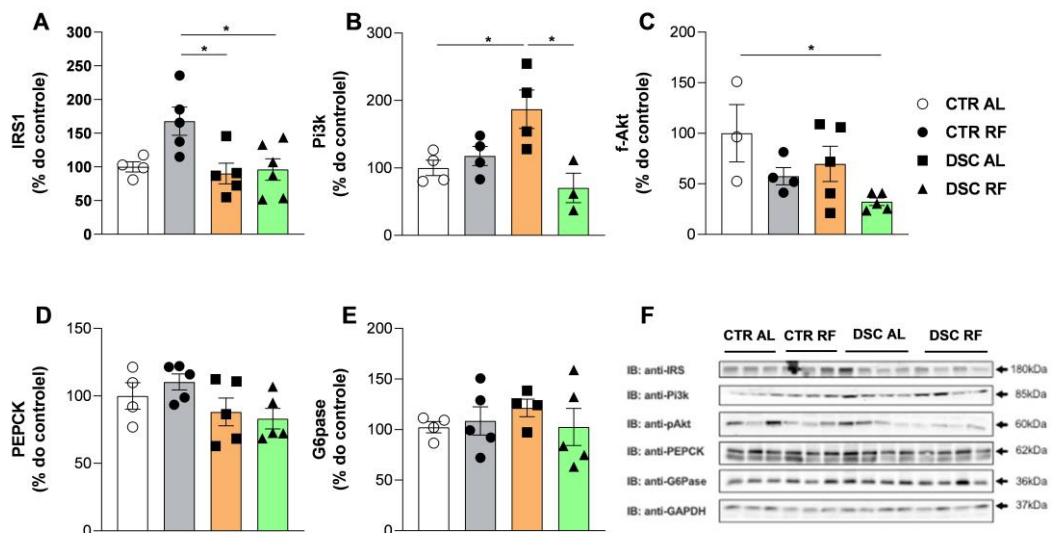 A
IRS1
(% do controle)
300
250
200
150
100
50
0
*
*
B
Pi3k
(% do controlel)
300
200
100
0
*
*
C
f-Akt
(% do controle)
200
150
100
50
0
*
CTR AL
CTR RF
DSC AL
DSC RF
D
PEPCK
(% do controlel)
150
100
50
0
E
G6pase
(% do controle)
200
150
100
50
0
F
CTR AL CTR RF DSC AL DSC RF
IB: anti-IRS 180kDa
IB: anti-Pi3k 85kDa
IB: anti-pAkt 60kDa
IB: anti-PEPCK 62kDa
IB: anti-G6Pase 36kDa
IB: anti-GAPDH 37kDa